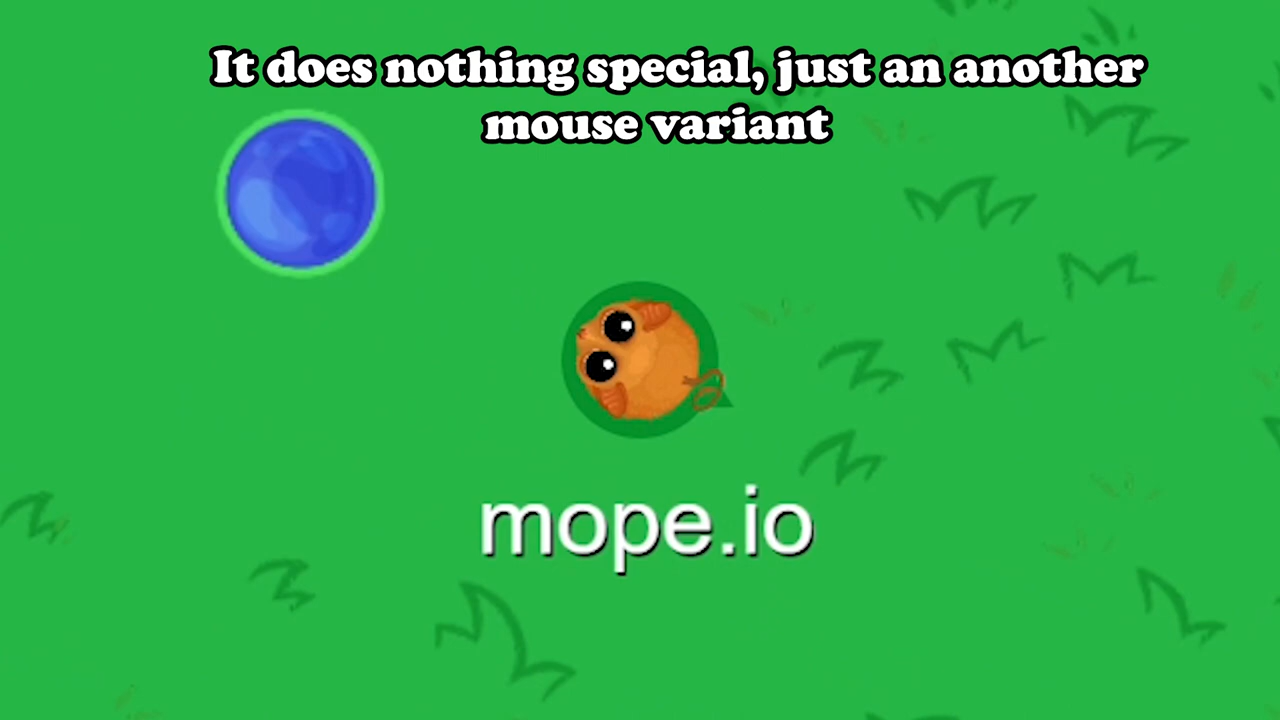 It does nothing special, just an another
mouse variant
mope.io